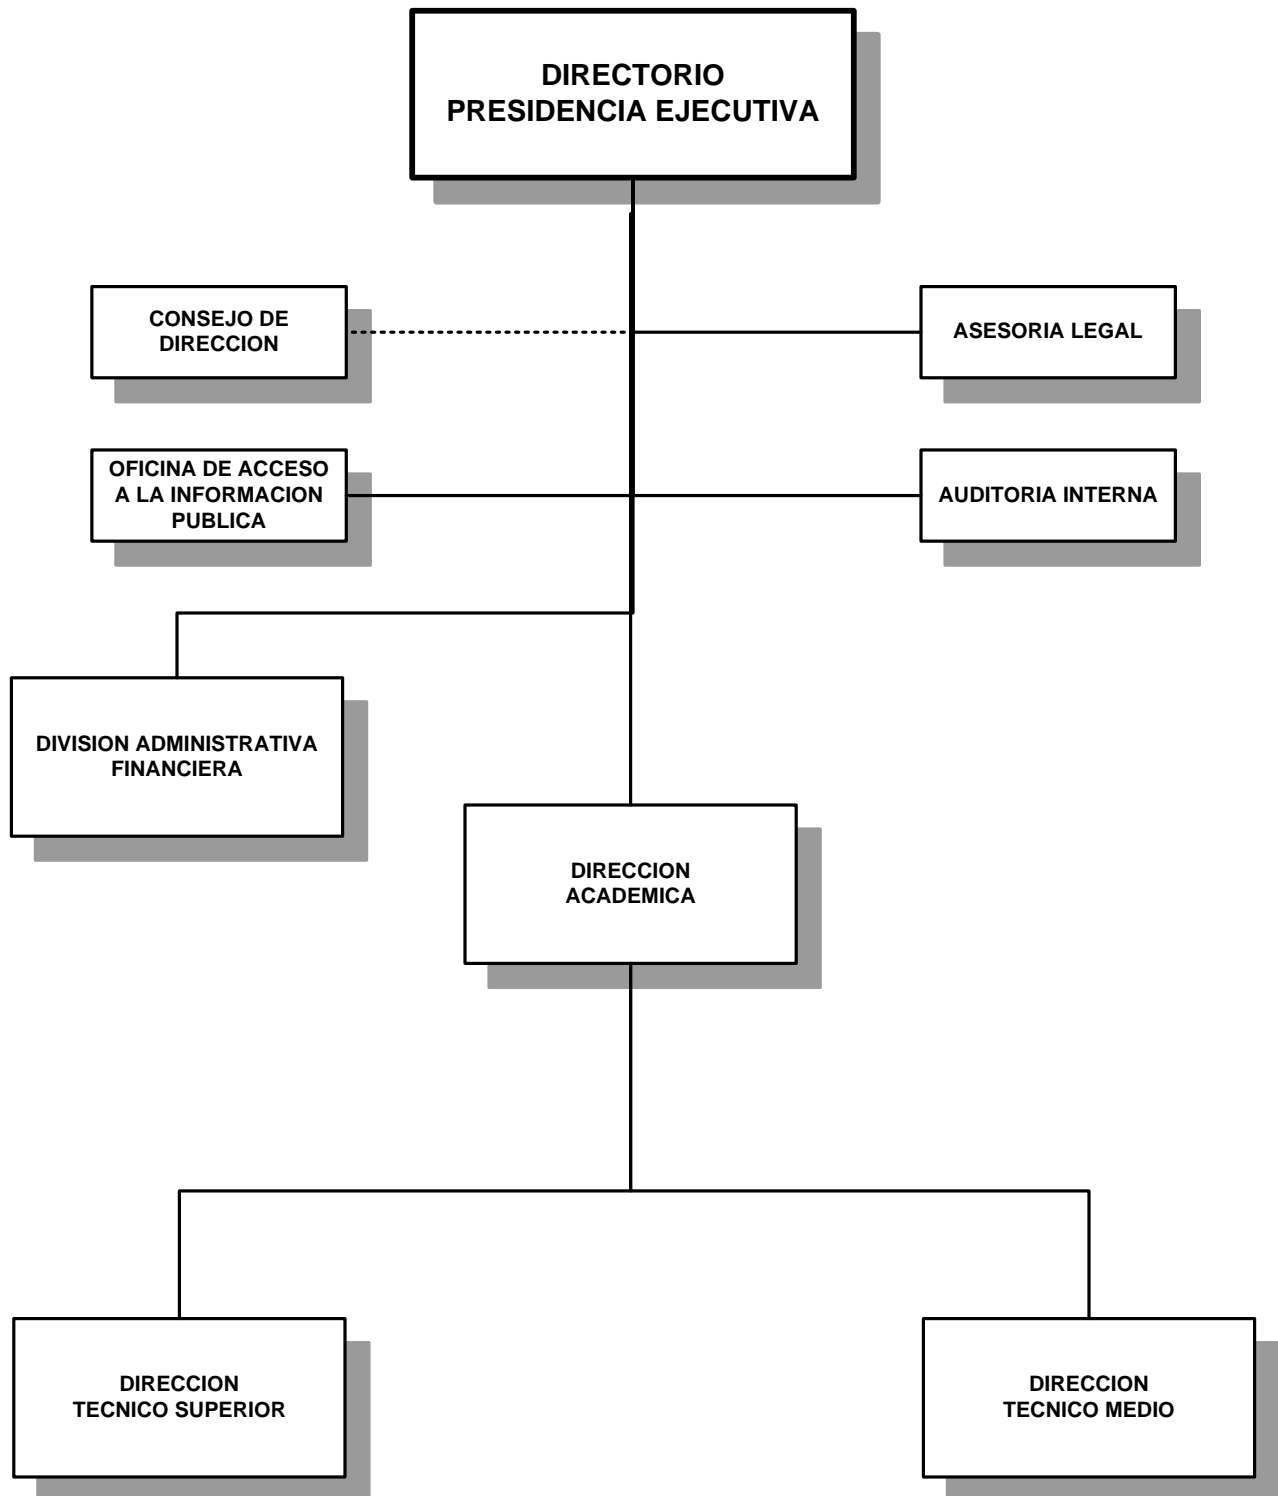 DIRECTORIO
PRESIDENCIA EJECUTIVA
CONSEJO DE
DIRECCION
ASESORIA LEGAL
OFICINA DE ACCESO
A LA INFORMACION
PUBLICA
AUDITORIA INTERNA
DIVISION ADMINISTRATIVA
FINANCIERA
DIRECCION
ACADEMICA
DIRECCION
TECNICO SUPERIOR
DIRECCION
TECNICO MEDIO